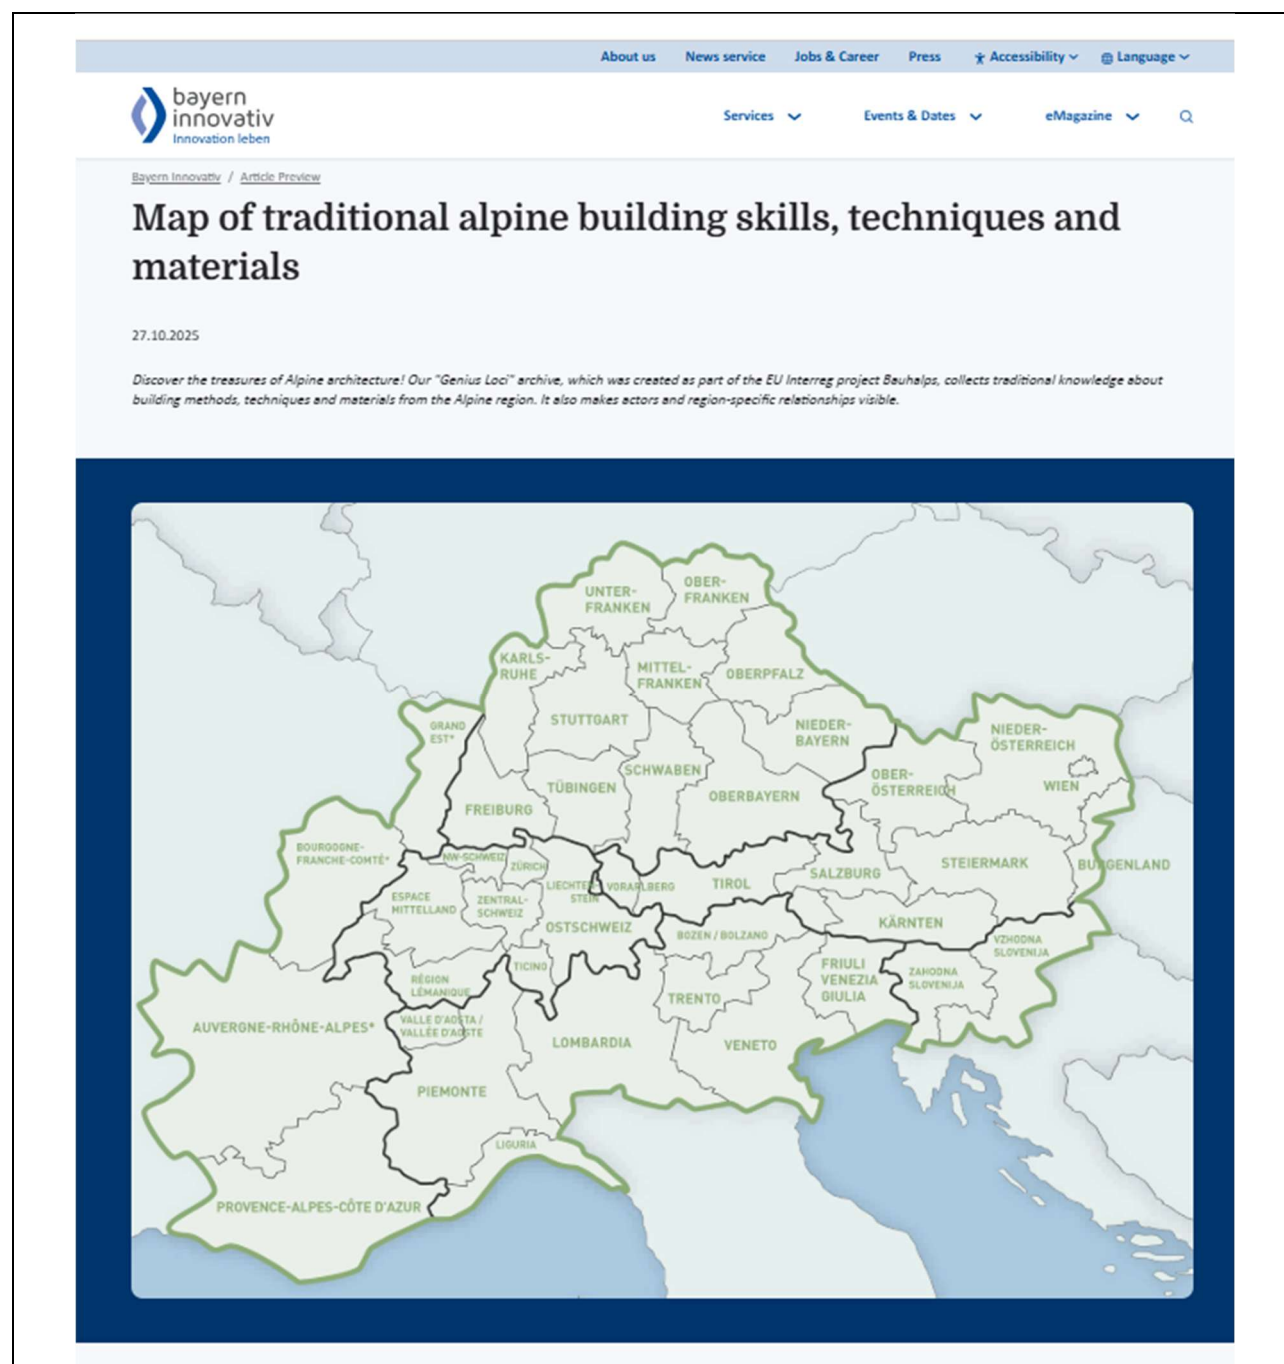 About us News service Jobs & Career Press Accessibility Language
bayern
innovativ
Innovation leben
Services Events & Dates eMagazine
Bayern Innovativ / Article Preview
Map of traditional alpine building skills, techniques and
materials
27.10.2025
Discover the treasures of Alpine architecture! Our "Genius Loci" archive, which was created as part of the EU Interreg project Bauhalps, collects traditional knowledge about
building methods, techniques and materials from the Alpine region. It also makes actors and region-specific relationships visible.
UNTER-
FRANKEN
OBER-
FRANKEN
KARLS-
RUHE
MITTEL-
FRANKEN
OBERPFALZ
GRAND
EST*
STUTTGART
NIEDER-
BAYERN
NIEDER-
ÖSTERREICH
SCHWABEN
TÜBINGEN
OBERBAYERN
OBER-
ÖSTERREICH
WIEN
FREIBURG
BOURGOGNE-
FRANCHE-COMTÉ*
NW-SCHWEIZ
ZÜRICH
LIECHTEN-
STEIN
VORARLBERG
TIROL
SALZBURG
STEIERMARK
BURGENLAND
ESPACE
MITTELLAND
ZENTRAL-
SCHWEIZ
OSTSCHWEIZ
BOZEN / BOLZANO
KÄRNTEN
VZHODNA
SLOVENIJA
RÉGION
LÉMANIQUE
TICINO
TRENTO
FRIULI
VENEZIA
GIULIA
ZAHODNA
SLOVENIJA
AUVERGNE-RHÔNE-ALPES*
VALLE D'AOSTA /
VALLÉE D'AOSTE
LOMBARDIA
VENETO
PIEMONTE
LIGURIA
PROVENCE-ALPES-CÔTE D'AZUR